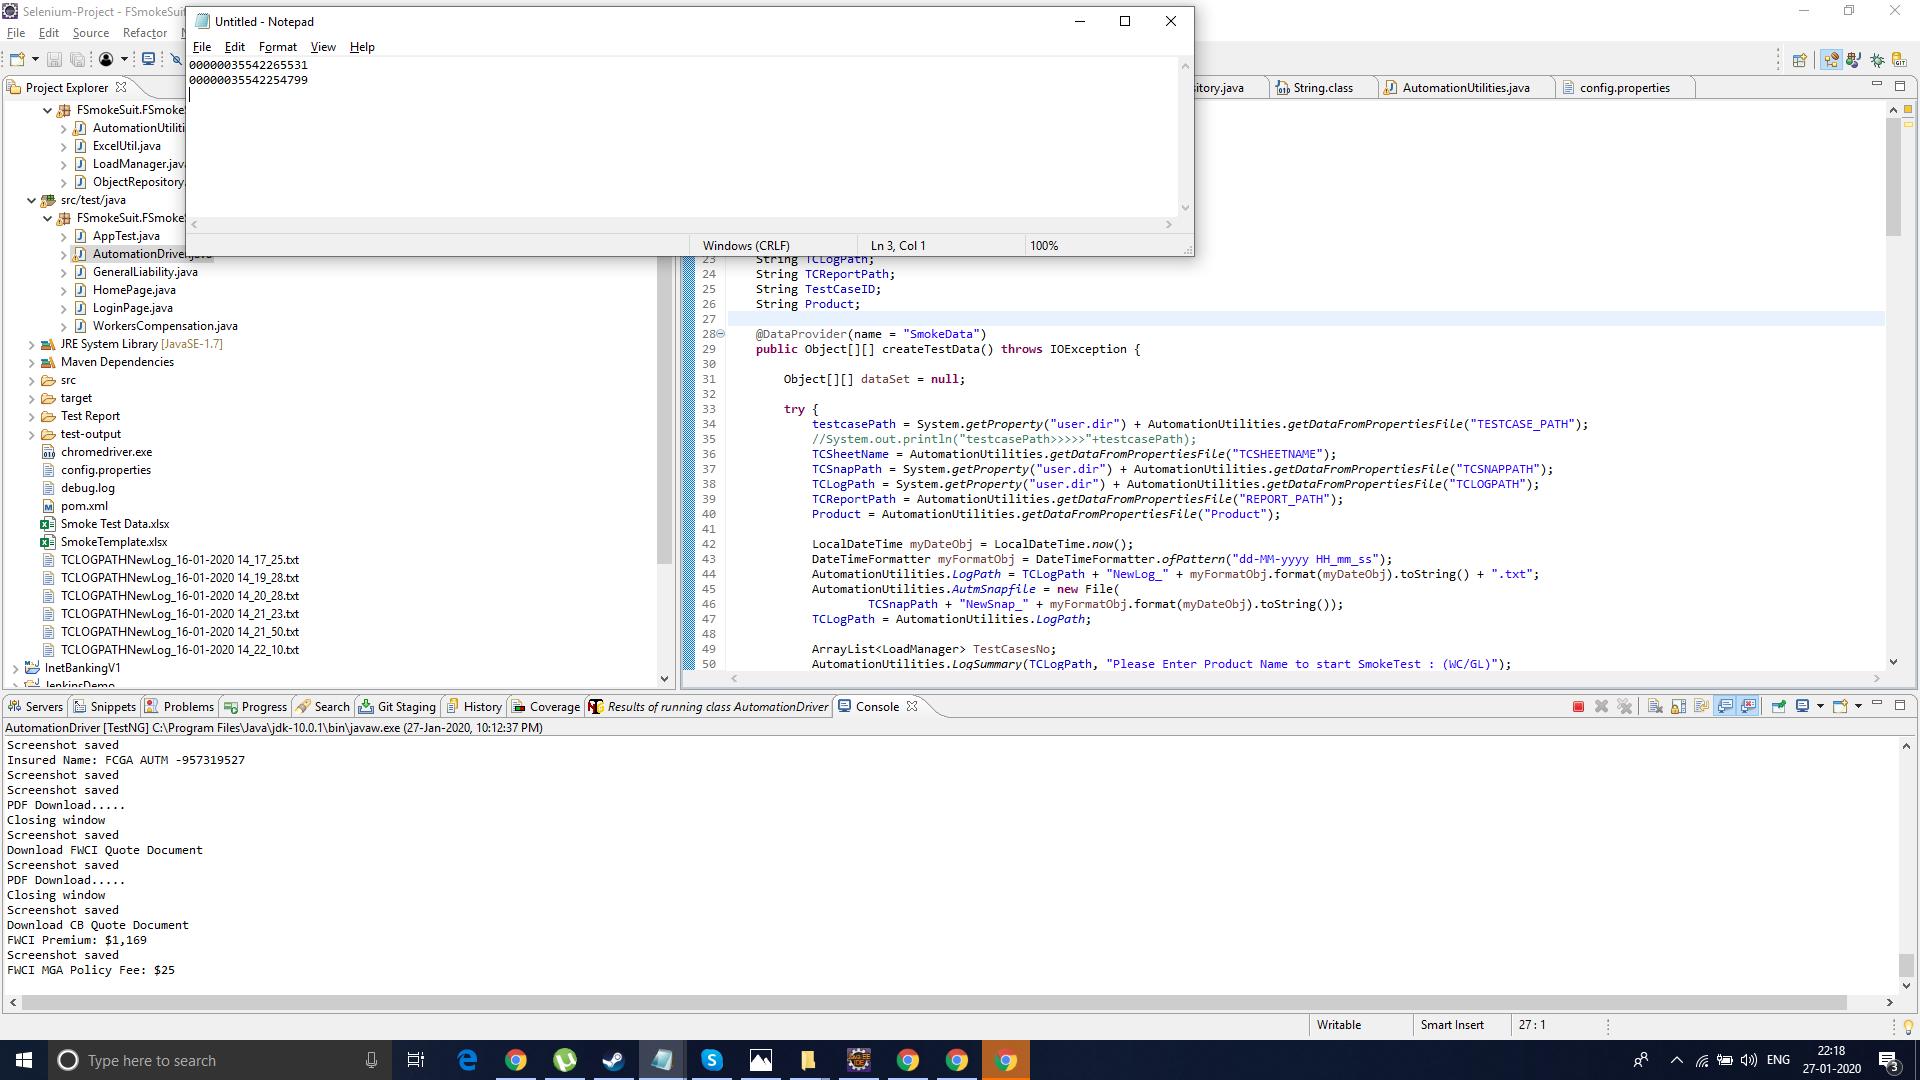 Selenium-Project - FSmokeSuit
File Edit Source Refactor
Untitled - Notepad
File Edit Format View Help
00000035542265531
00000035542254799
Windows (CRLF) Ln 3, Col 1 100%
Project Explorer
FSmokeSuit.FSmoke
AutomationUtiliti
ExcelUtil.java
LoadManager.java
ObjectRepository.
src/test/java
FSmokeSuit.FSmoke
AppTest.java
AutomationDriver.java
GeneralLiability.java
HomePage.java
LoginPage.java
WorkersCompensation.java
JRE System Library [JavaSE-1.7]
Maven Dependencies
src
target
Test Report
test-output
chromedriver.exe
config.properties
debug.log
pom.xml
Smoke Test Data.xlsx
SmokeTemplate.xlsx
TCLOGPATHNewLog_16-01-2020 14_17_25.txt
TCLOGPATHNewLog_16-01-2020 14_19_28.txt
TCLOGPATHNewLog_16-01-2020 14_20_28.txt
TCLOGPATHNewLog_16-01-2020 14_21_23.txt
TCLOGPATHNewLog_16-01-2020 14_21_50.txt
TCLOGPATHNewLog_16-01-2020 14_22_10.txt
InetBankingV1
JenkinsDemo
itory.java String.class AutomationUtilities.java config.properties
23 String TCLogPath;
24 String TCReportPath;
25 String TestCaseID;
26 String Product;
27
28 @DataProvider(name = "SmokeData")
29 public Object[][] createTestData() throws IOException {
30
31 Object[][] dataSet = null;
32
33 try {
34 testcasePath = System.getProperty("user.dir") + AutomationUtilities.getDataFromPropertiesFile("TESTCASE_PATH");
35 //System.out.println("testcasePath>>>>>"+testcasePath);
36 TCSheetName = AutomationUtilities.getDataFromPropertiesFile("TCSHEETNAME");
37 TCSnapPath = System.getProperty("user.dir") + AutomationUtilities.getDataFromPropertiesFile("TCSNAPPATH");
38 TCLogPath = System.getProperty("user.dir") + AutomationUtilities.getDataFromPropertiesFile("TCLOGPATH");
39 TCReportPath = AutomationUtilities.getDataFromPropertiesFile("REPORT_PATH");
40 Product = AutomationUtilities.getDataFromPropertiesFile("Product");
41
42 LocalDateTime myDateObj = LocalDateTime.now();
43 DateTimeFormatter myFormatObj = DateTimeFormatter.ofPattern("dd-MM-yyyy HH_mm_ss");
44 AutomationUtilities.LogPath = TCLogPath + "NewLog_" + myFormatObj.format(myDateObj).toString() + ".txt";
45 AutomationUtilities.AutmSnapfile = new File(
46 TCSnapPath + "NewSnap_" + myFormatObj.format(myDateObj).toString());
47 TCLogPath = AutomationUtilities.LogPath;
48
49 ArrayList<LoadManager> TestCasesNo;
50 AutomationUtilities.LogSummary(TCLogPath, "Please Enter Product Name to start SmokeTest : (WC/GL)");
Servers Snippets Problems Progress Search Git Staging History Coverage Results of running class AutomationDriver Console
AutomationDriver [TestNG] C:\Program Files\Java\jdk-10.0.1\bin\javaw.exe (27-Jan-2020, 10:12:37 PM)
Screenshot saved
Insured Name: FCGA AUTM -957319527
Screenshot saved
Screenshot saved
PDF Download.....
Closing window
Screenshot saved
Download FWCI Quote Document
Screenshot saved
PDF Download.....
Closing window
Screenshot saved
Download CB Quote Document
FWCI Premium: $1,169
Screenshot saved
FWCI MGA Policy Fee: $25
Writable Smart Insert 27 : 1
Type here to search
ENG
22:18
27-01-2020
3